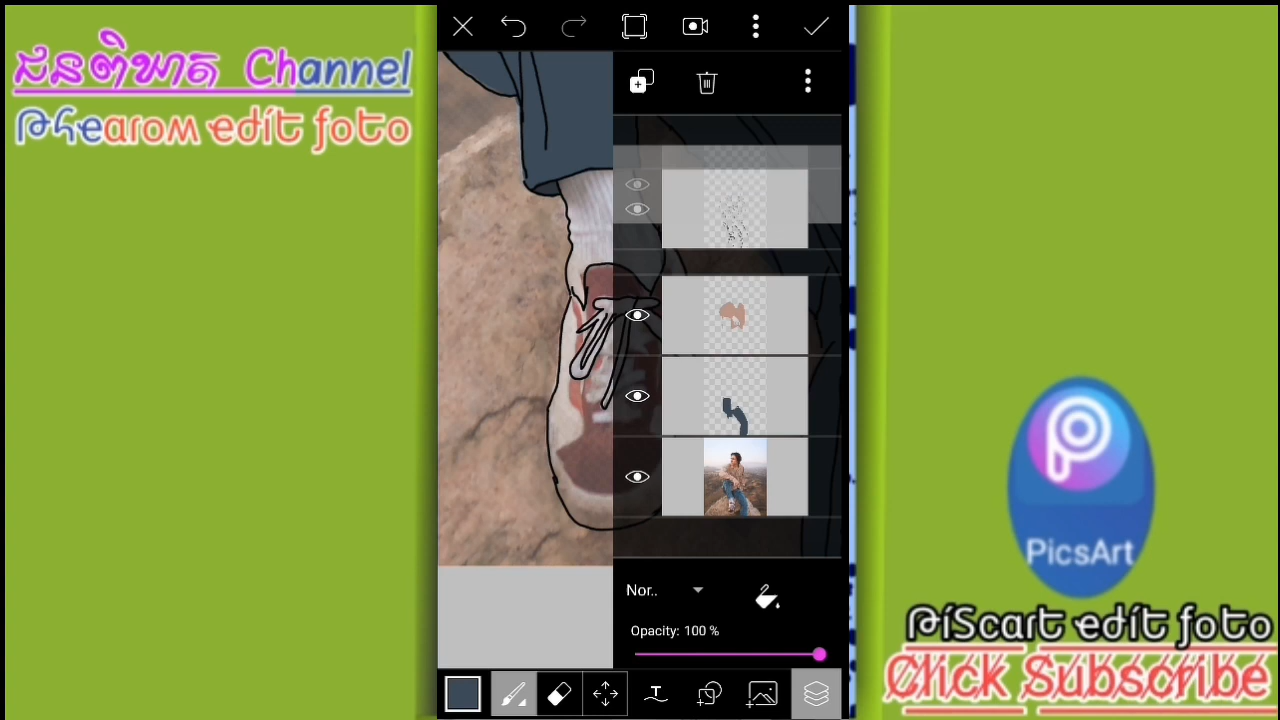 Channel
Phearom edit foto
Nor..
Opacity: 100 %
PicsArt
PiScart edit foto
Click Subscribe